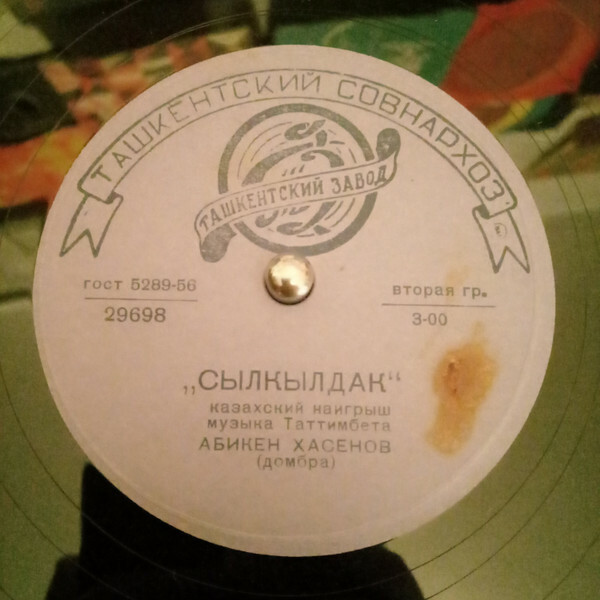 ТАШКЕНТСКИЙ СОВНАРХОЗ
ТАШКЕНТСКИЙ ЗАВОД
гост 5289-56
29698
вторая гр.
3-00
„СЫЛКЫЛДАК“
казахский наигрыш
музыка Таттимбета
АБИКЕН ХАСЕНОВ
(домбра)